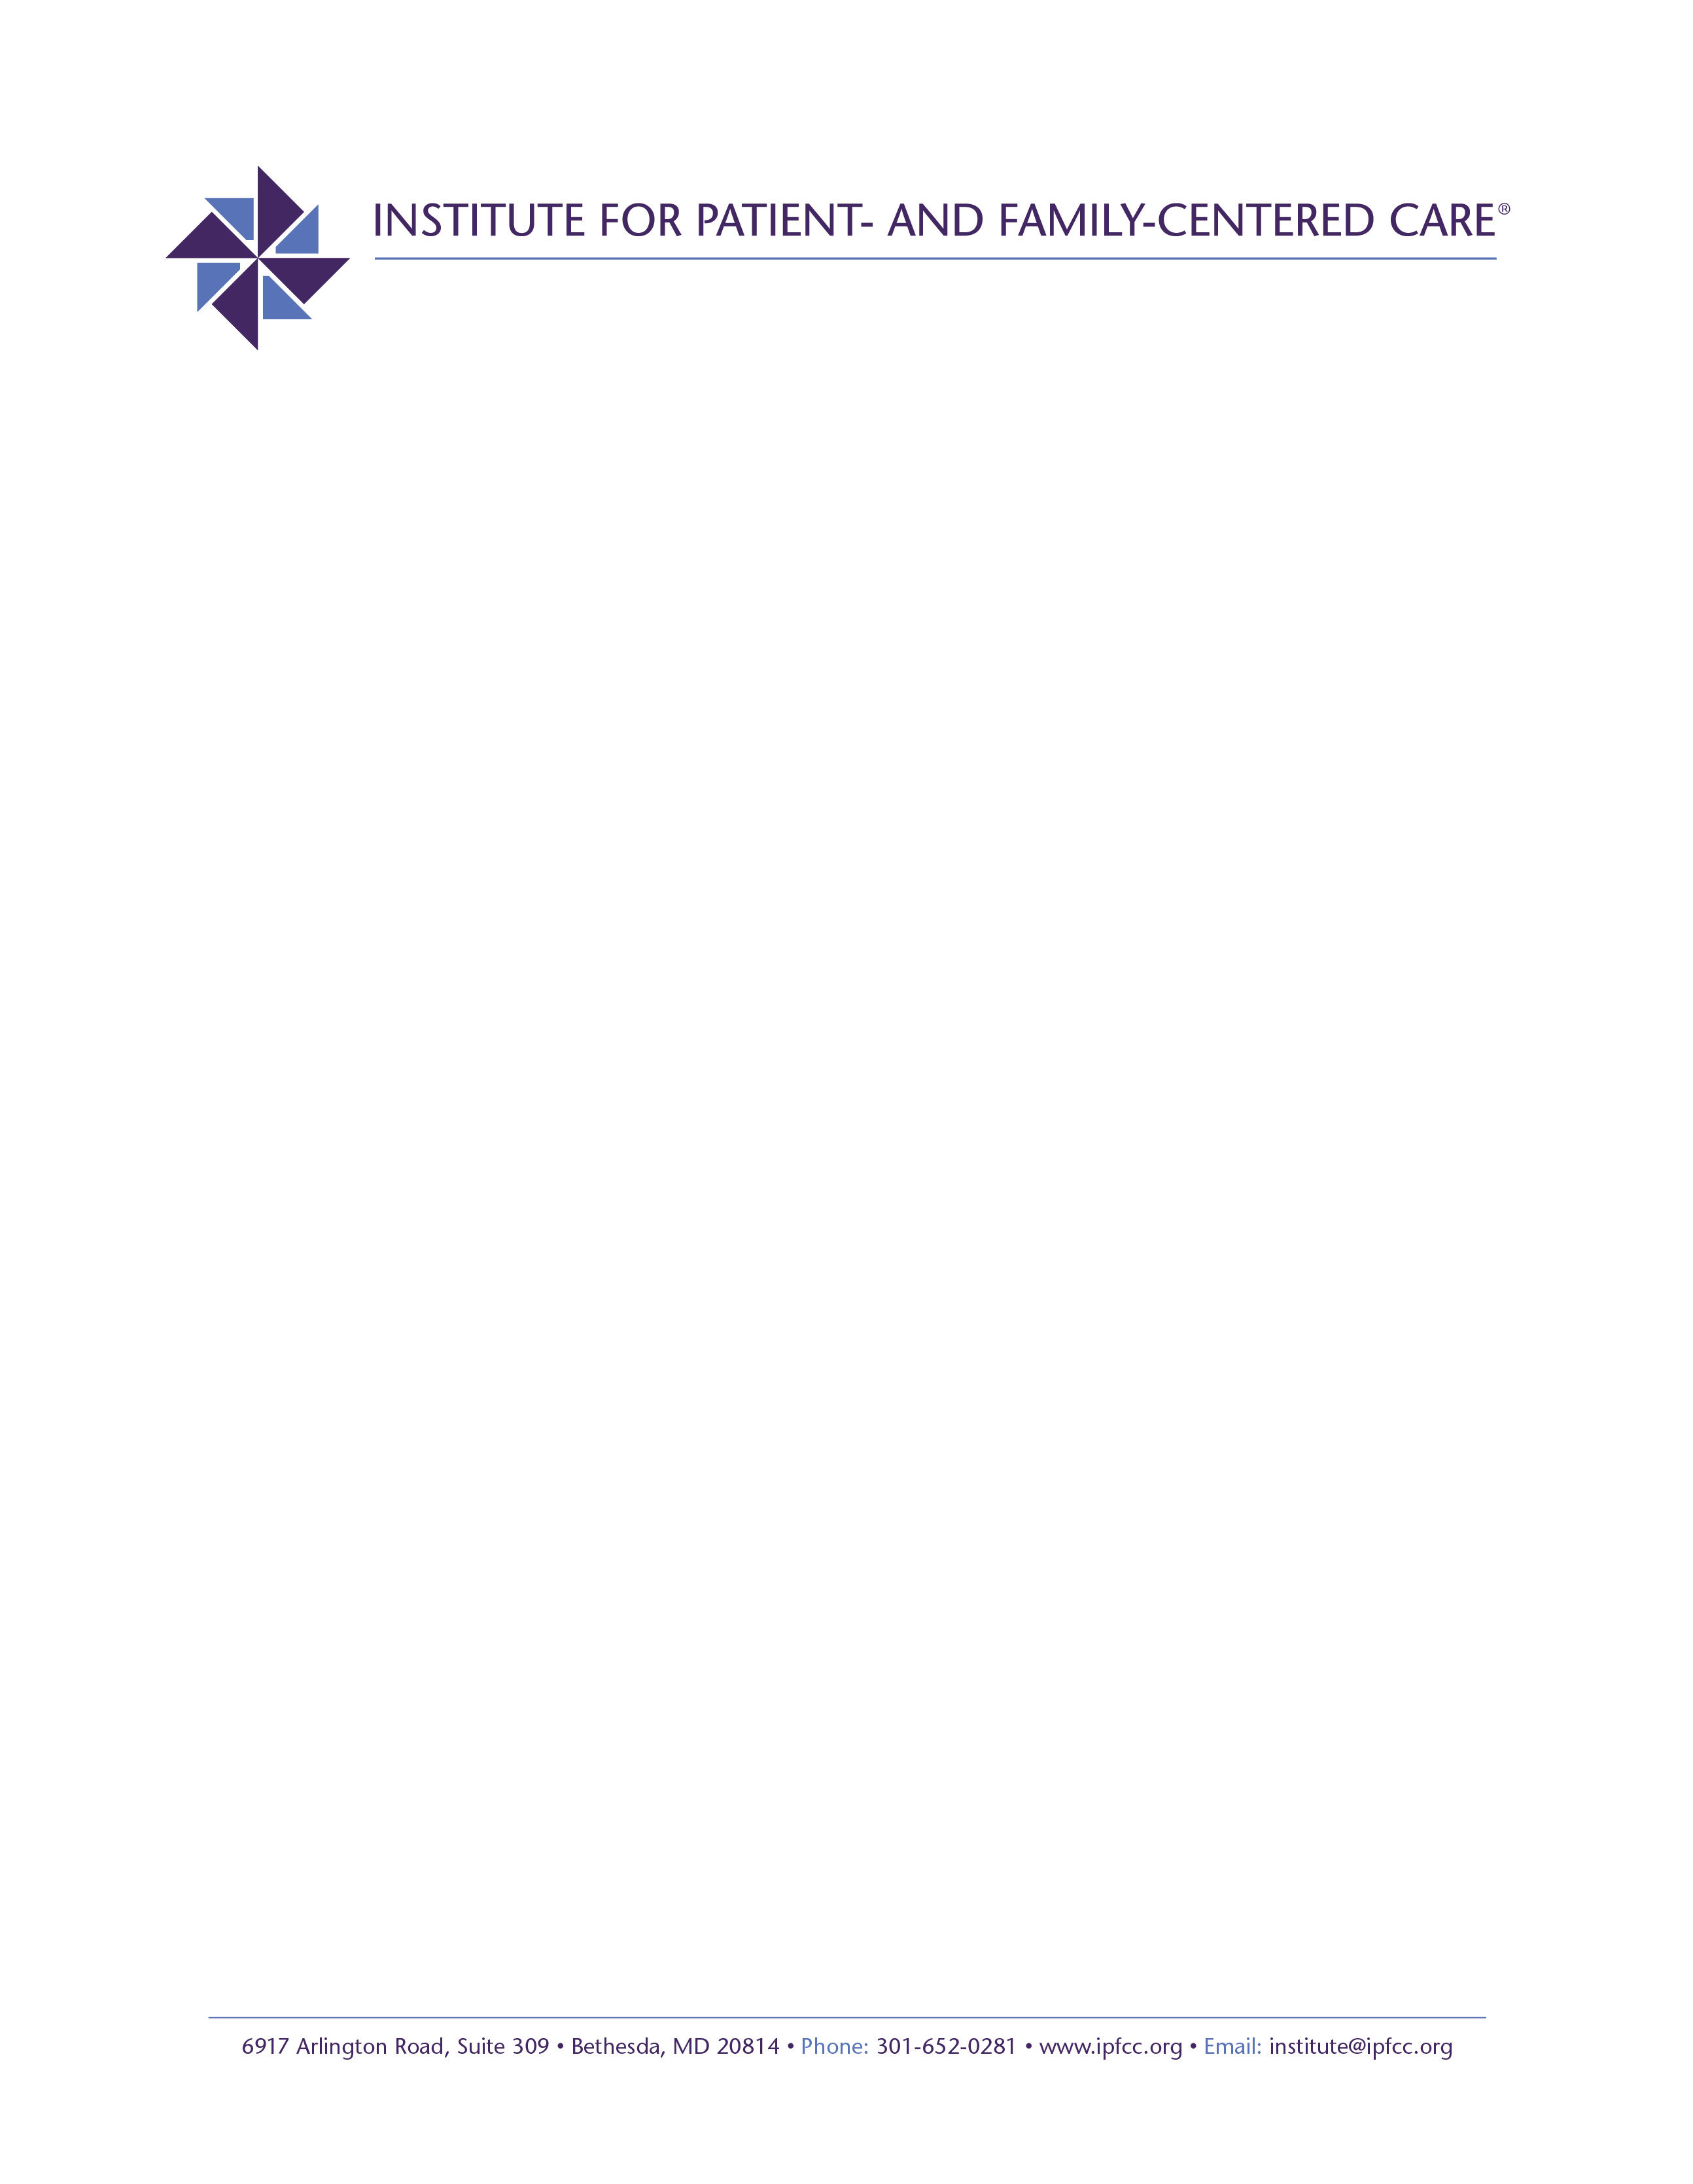 INSTITUTE FOR PATIENT- AND FAMILY-CENTERED CARE®
6917 Arlington Road, Suite 309 • Bethesda, MD 20814 • Phone: 301-652-0281 • www.ipfcc.org • Email: institute@ipfcc.org